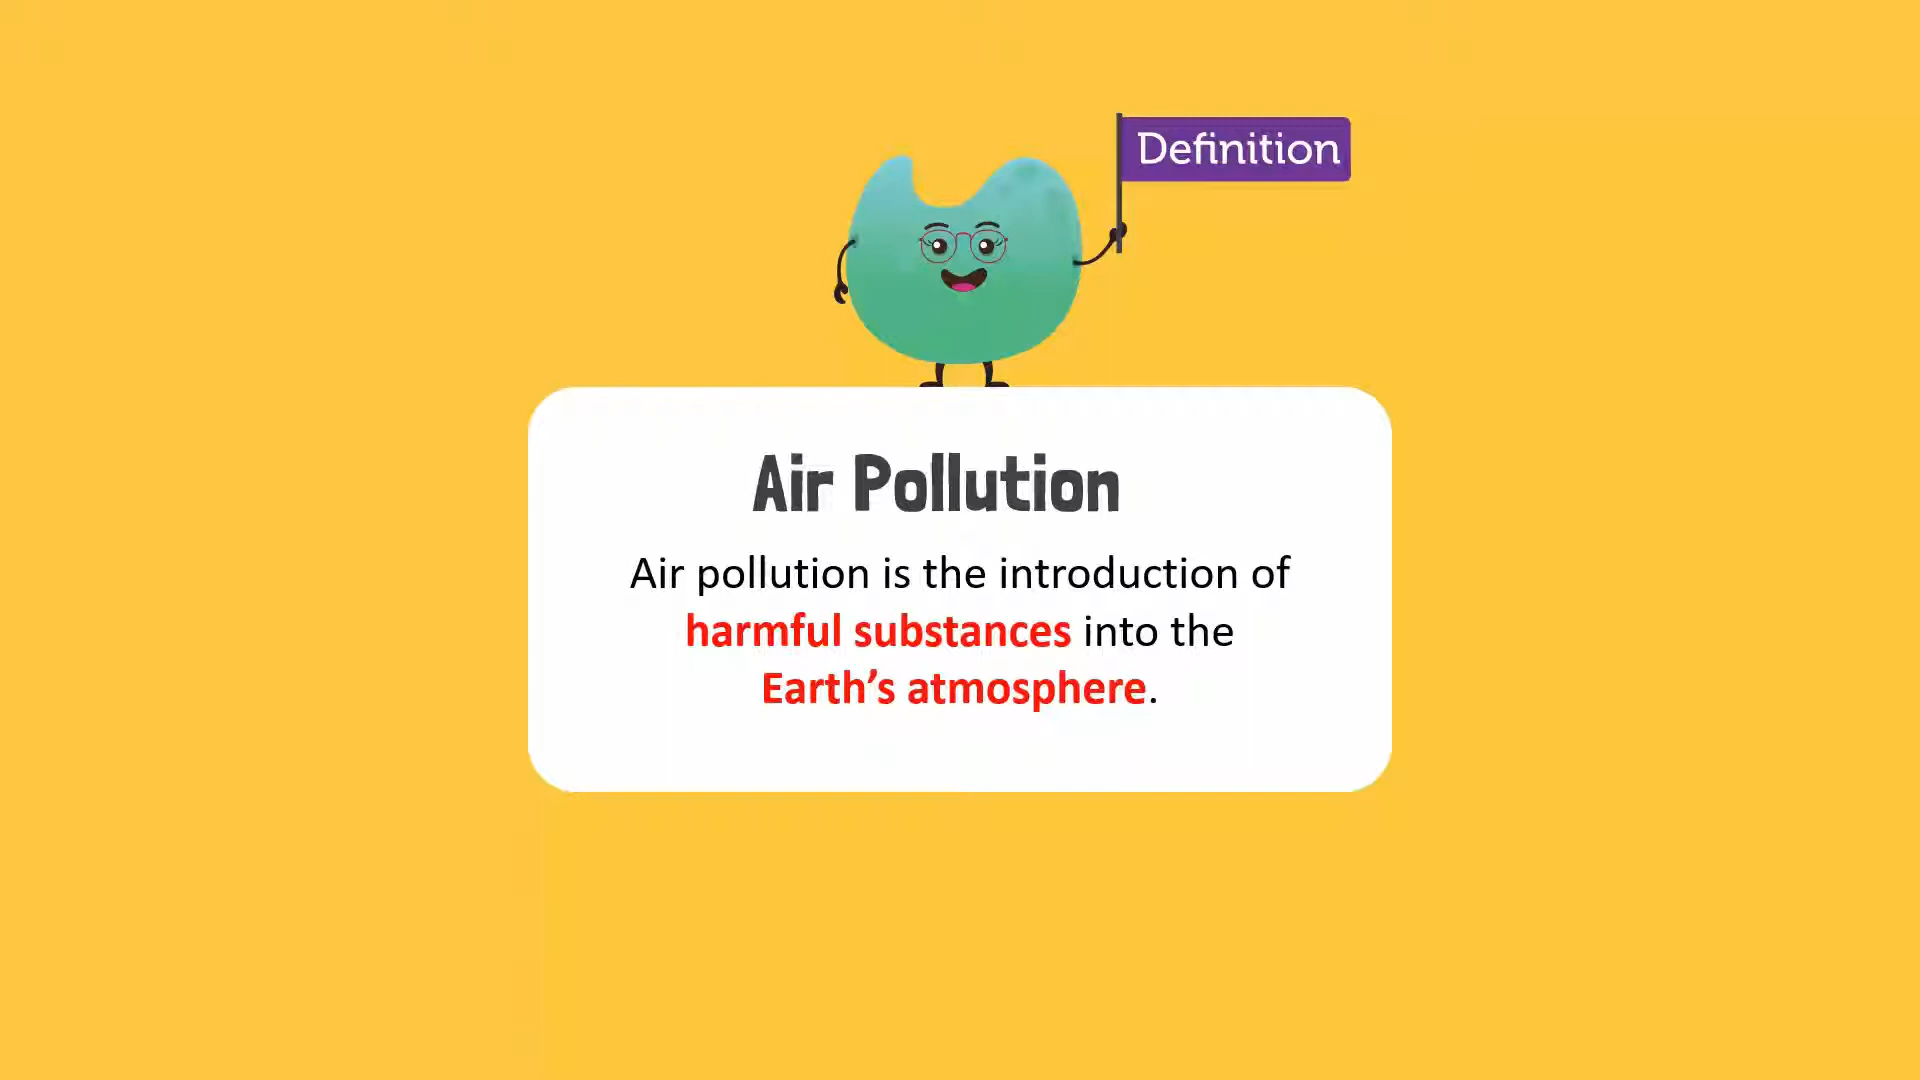 Definition
Air Pollution
Air pollution is the introduction of
harmful substances into the
Earth’s atmosphere.